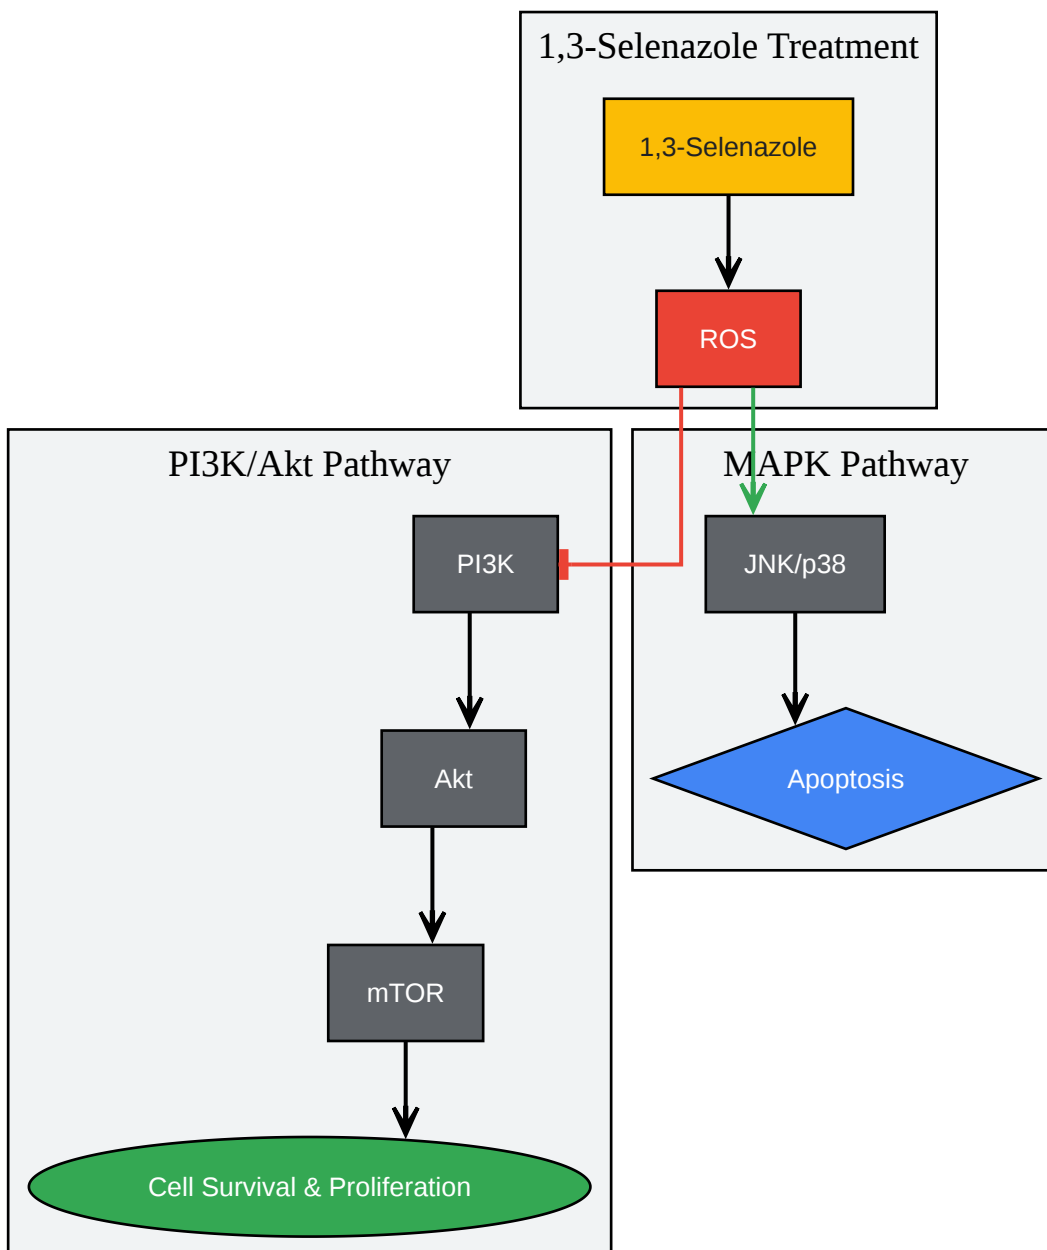 1,3-Selenazole Treatment
1,3-Selenazole
ROS
PI3K/Akt Pathway
MAPK Pathway
PI3K
JNK/p38
Akt
Apoptosis
mTOR
Cell Survival & Proliferation